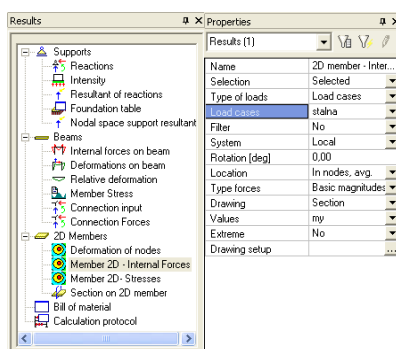 Results
Supports
Reactions
Intensity
Resultant of reactions
Foundation table
Nodal space support resultant
Beams
Internal forces on beam
Deformations on beam
Relative deformation
Member Stress
Connection input
Connection Forces
2D Members
Deformation of nodes
Member 2D - Internal Forces
Member 2D- Stresses
Section on 2D member
Bill of material
Calculation protocol
Properties
Results (1)
Name 2D member - Inter...
Selection Selected
Type of loads Load cases
Load cases stalna
Filter No
System Local
Rotation [deg] 0,00
Location In nodes, avg.
Type forces Basic magnitudes
Drawing Section
Values my
Extreme No
Drawing setup ...